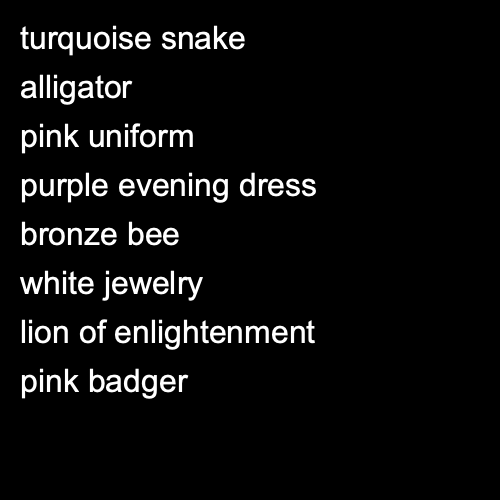 turquoise snake
alligator
pink uniform
purple evening dress
bronze bee
white jewelry
lion of enlightenment
pink badger